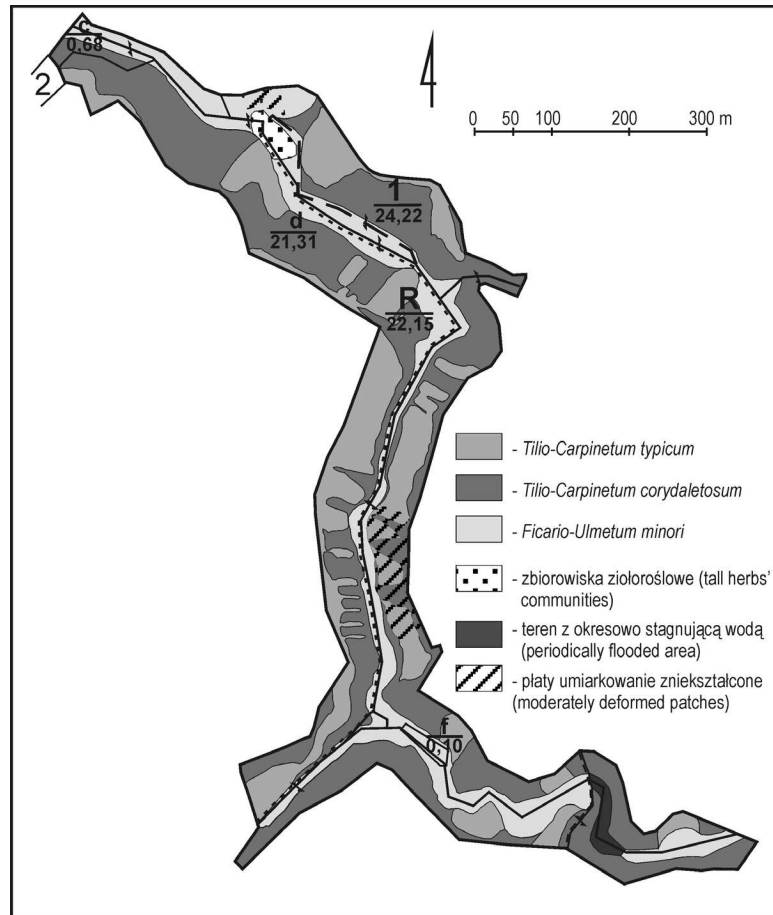 c
0,68
2
4
0 50 100 200 300 m
1
24,22
d
21,31
R
22,15
- Tilio-Carpinetum typicum
- Tilio-Carpinetum corydaletosum
- Ficario-Ulmetum minori
- zbiorowiska ziołoroślowe (tall herbs'
communities)
- teren z okresowo stagnującą wodą
(periodically flooded area)
- płaty umiarkowanie zniekształcone
(moderately deformed patches)
f
0,10